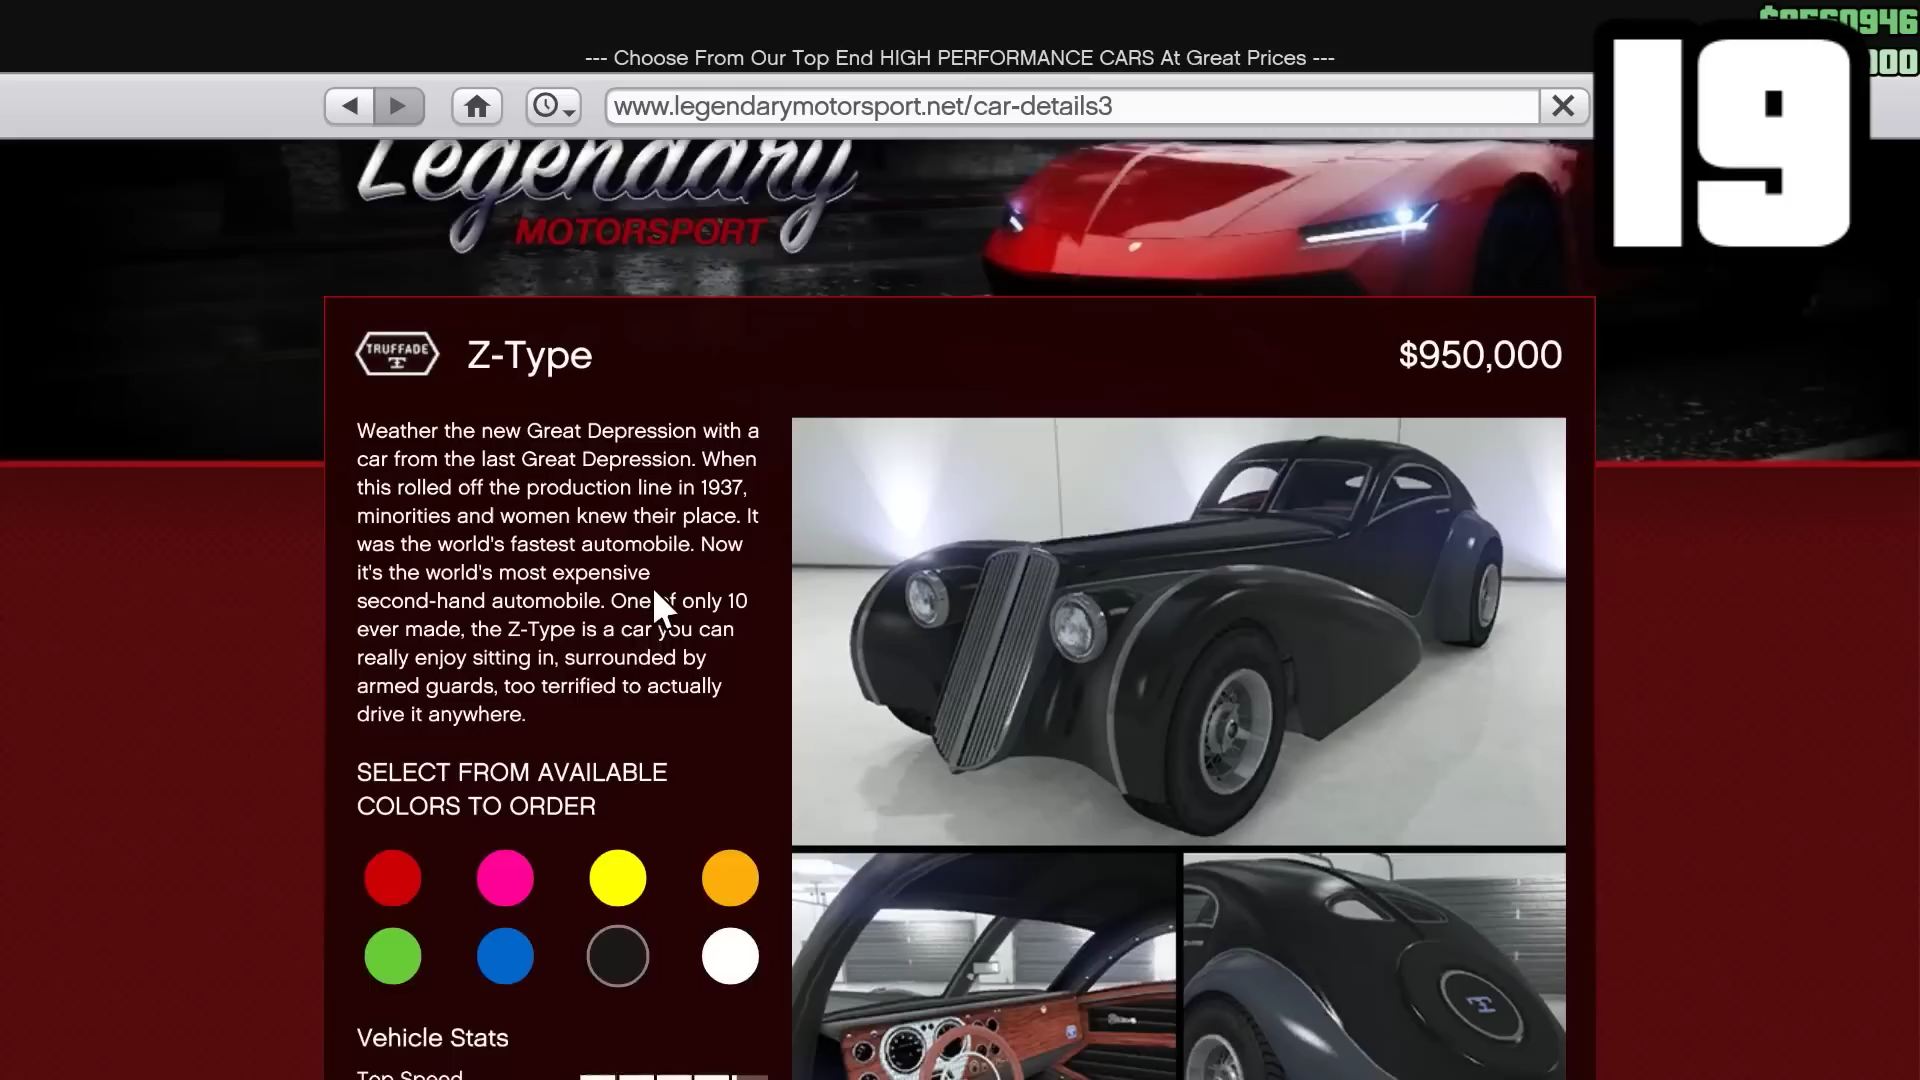 --- Choose From Our Top End HIGH PERFORMANCE CARS At Great Prices ---
www.legendarymotorsport.net/car-details3
19
Legendary
MOTORSPORT
TRUFFADE
Z-Type
$950,000
Weather the new Great Depression with a
car from the last Great Depression. When
this rolled off the production line in 1937,
minorities and women knew their place. It
was the world's fastest automobile. Now
it's the world's most expensive
second-hand automobile. One of only 10
ever made, the Z-Type is a car you can
really enjoy sitting in, surrounded by
armed guards, too terrified to actually
drive it anywhere.
SELECT FROM AVAILABLE
COLORS TO ORDER
Vehicle Stats
Top Speed